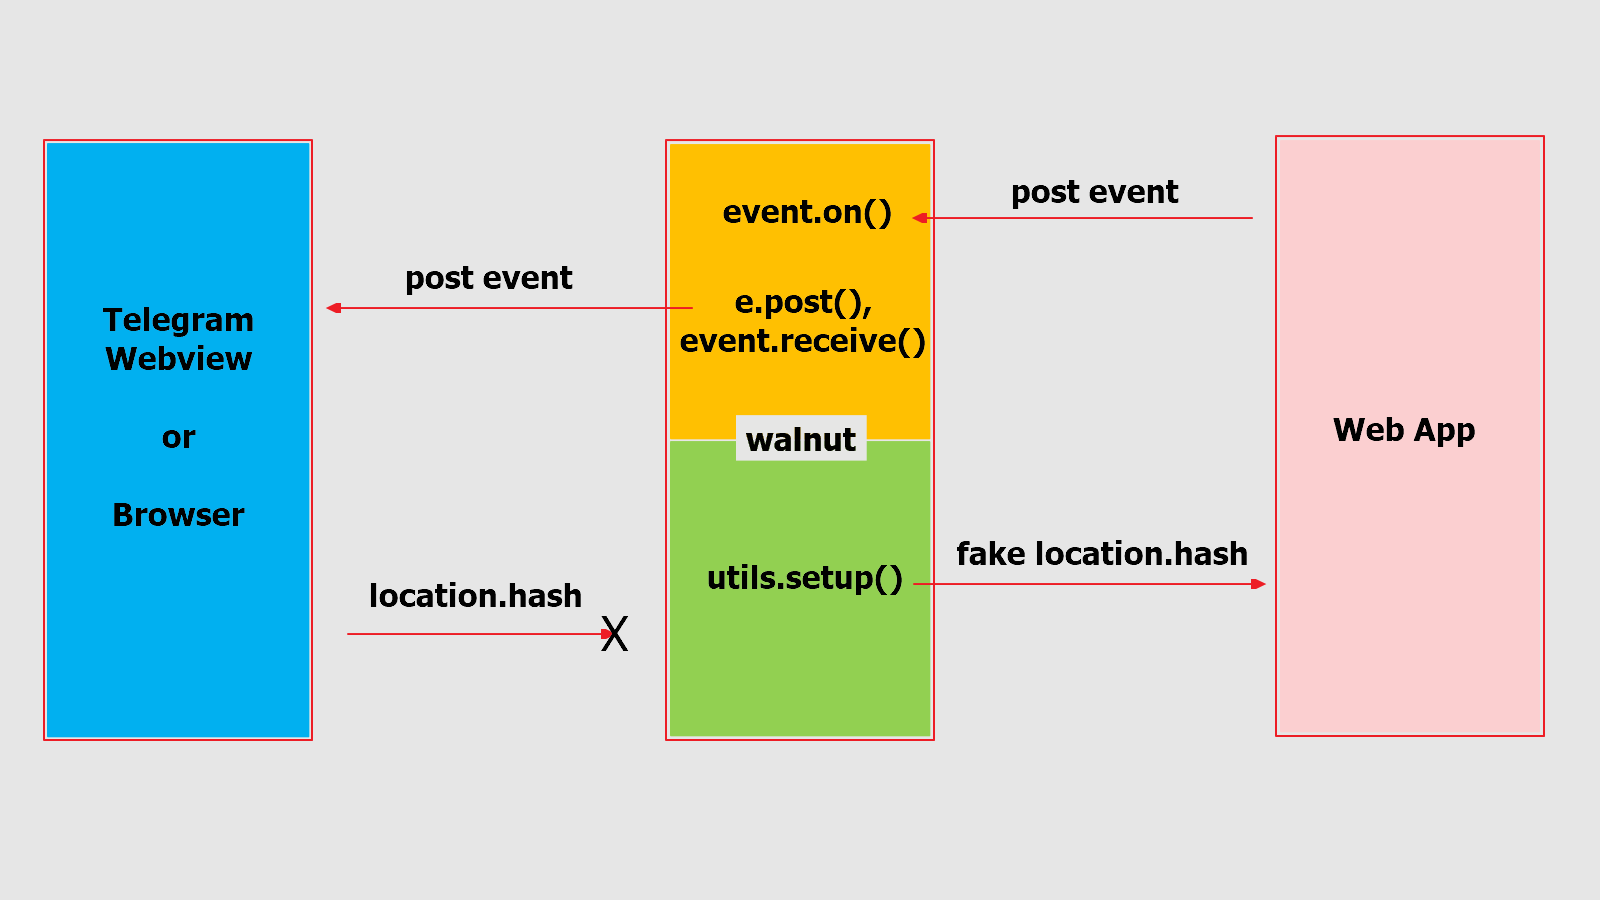 Telegram
Webview
or
Browser
post event
location.hash
X
event.on()
e.post(),
event.receive()
walnut
utils.setup()
post event
fake location.hash
Web App